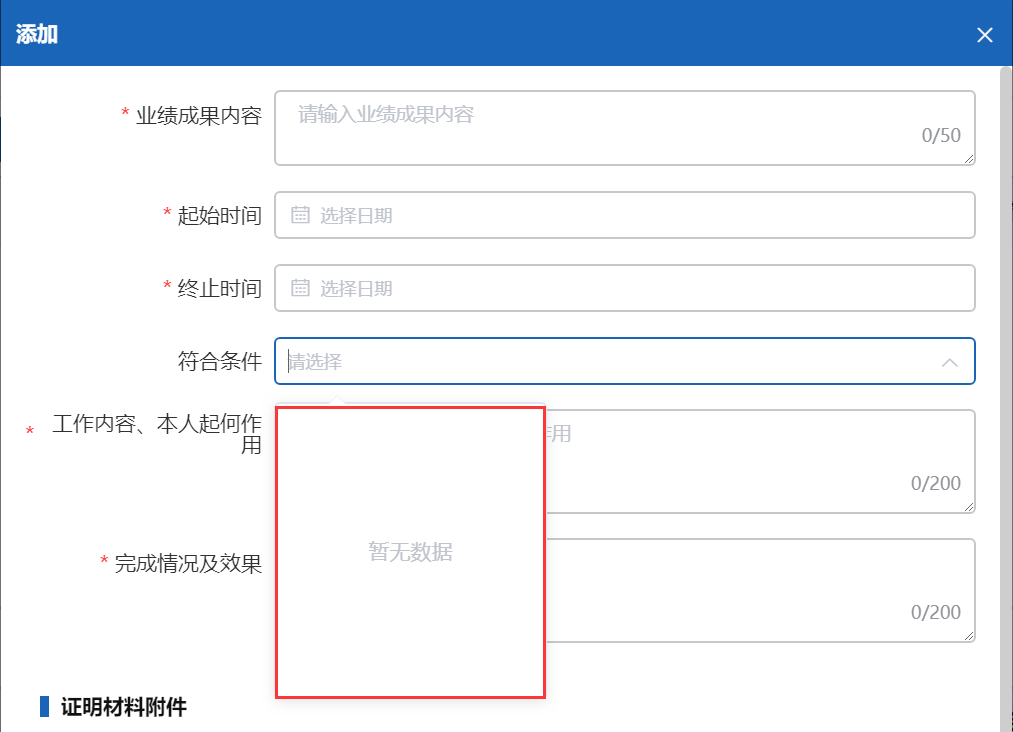 添加
* 业绩成果内容
请输入业绩成果内容
0/50
* 起始时间
选择日期
* 终止时间
选择日期
符合条件
请选择
* 工作内容、本人起何作
用
用
0/200
暂无数据
* 完成情况及效果
0/200
证明材料附件